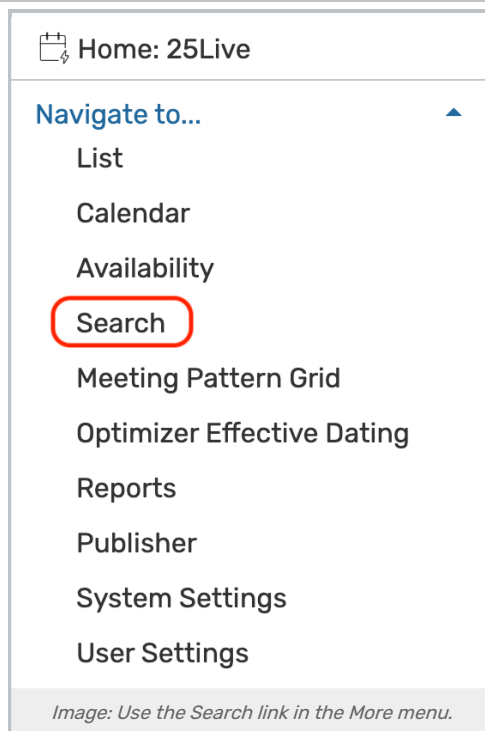 Home: 25Live
Navigate to...
List
Calendar
Availability
Search
Meeting Pattern Grid
Optimizer Effective Dating
Reports
Publisher
System Settings
User Settings
Image: Use the Search link in the More menu.